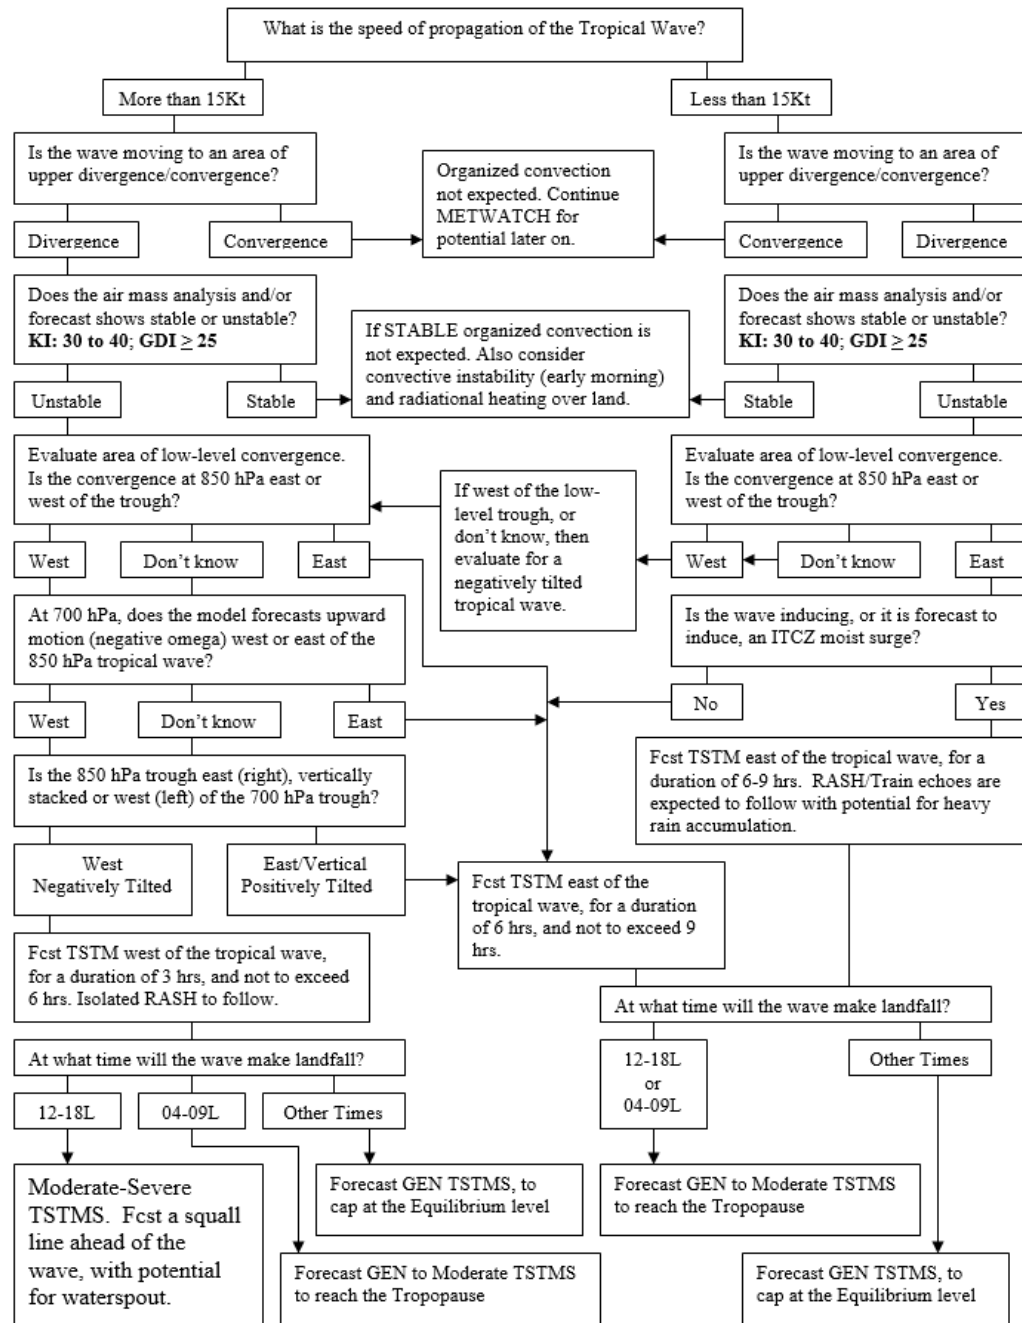 What is the speed of propagation of the Tropical Wave?
More than 15Kt
Less than 15Kt
Is the wave moving to an area of
upper divergence/convergence?
Organized convection
not expected. Continue
METWATCH for
potential later on.
Is the wave moving to an area of
upper divergence/convergence?
Divergence
Convergence
Convergence
Divergence
Does the air mass analysis and/or
forecast shows stable or unstable?
KI: 30 to 40; GDI ≥ 25
If STABLE organized convection is
not expected. Also consider
convective instability (early morning)
and radiational heating over land.
Does the air mass analysis and/or
forecast shows stable or unstable?
KI: 30 to 40; GDI ≥ 25
Unstable
Stable
Stable
Unstable
Evaluate area of low-level convergence.
Is the convergence at 850 hPa east or
west of the trough?
If west of the low-
level trough, or
don't know, then
evaluate for a
negatively tilted
tropical wave.
Evaluate area of low-level convergence.
Is the convergence at 850 hPa east or
west of the trough?
West
Don't know
East
West
Don't know
East
At 700 hPa, does the model forecasts upward
motion (negative omega) west or east of the
850 hPa tropical wave?
Is the wave inducing, or it is forecast to
induce, an ITCZ moist surge?
West
Don't know
East
No
Yes
Is the 850 hPa trough east (right), vertically
stacked or west (left) of the 700 hPa trough?
Fcst TSTM east of the tropical wave, for a
duration of 6-9 hrs. RASH/Train echoes are
expected to follow with potential for heavy
rain accumulation.
West
Negatively Tilted
East/Vertical
Positively Tilted
Fcst TSTM east of the
tropical wave, for a duration
of 6 hrs, and not to exceed 9
hrs.
Fcst TSTM west of the tropical wave,
for a duration of 3 hrs, and not to exceed
6 hrs. Isolated RASH to follow.
At what time will the wave make landfall?
At what time will the wave make landfall?
12-18L
04-09L
Other Times
12-18L
or
04-09L
Other Times
Moderate-Severe
TSTMS. Fcst a squall
line ahead of the
wave, with potential
for waterspout.
Forecast GEN TSTMS, to
cap at the Equilibrium level
Forecast GEN to Moderate TSTMS
to reach the Tropopause
Forecast GEN to Moderate TSTMS
to reach the Tropopause
Forecast GEN TSTMS, to
cap at the Equilibrium level